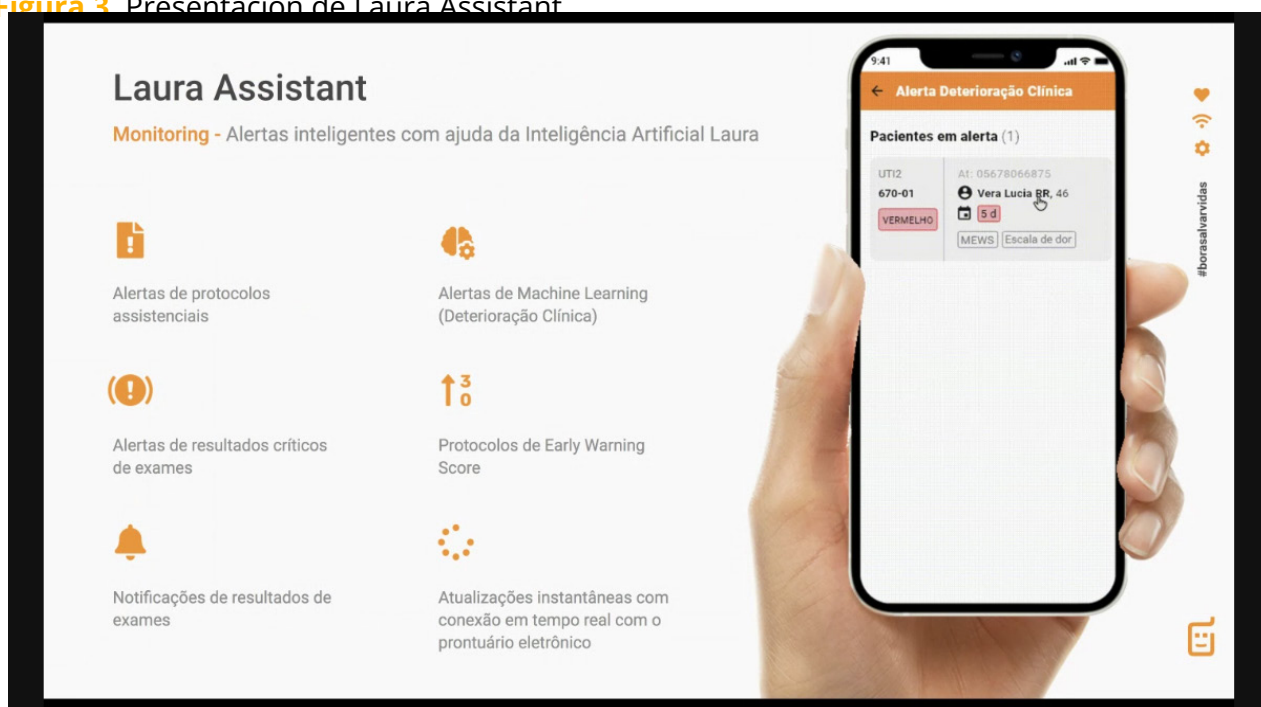 Figura 3. Presentación de Laura Assistant
Laura Assistant
Monitoring - Alertas inteligentes com ajuda da Inteligência Artificial Laura
Alertas de protocolos
assistenciais
Alertas de Machine Learning
(Deterioração Clínica)
Alertas de resultados críticos
de exames
3
0
Protocolos de Early Warning
Score
Notificações de resultados de
exames
Atualizações instantâneas com
conexão em tempo real com o
prontuário eletrônico
9:41
Alerta Deterioração Clínica
Pacientes em alerta (1)
UTI2
670-01
VERMELHO
At: 05678066875
Vera Lucia BR, 46
5 d
MEWS Escala de dor
#borasalvarvidas